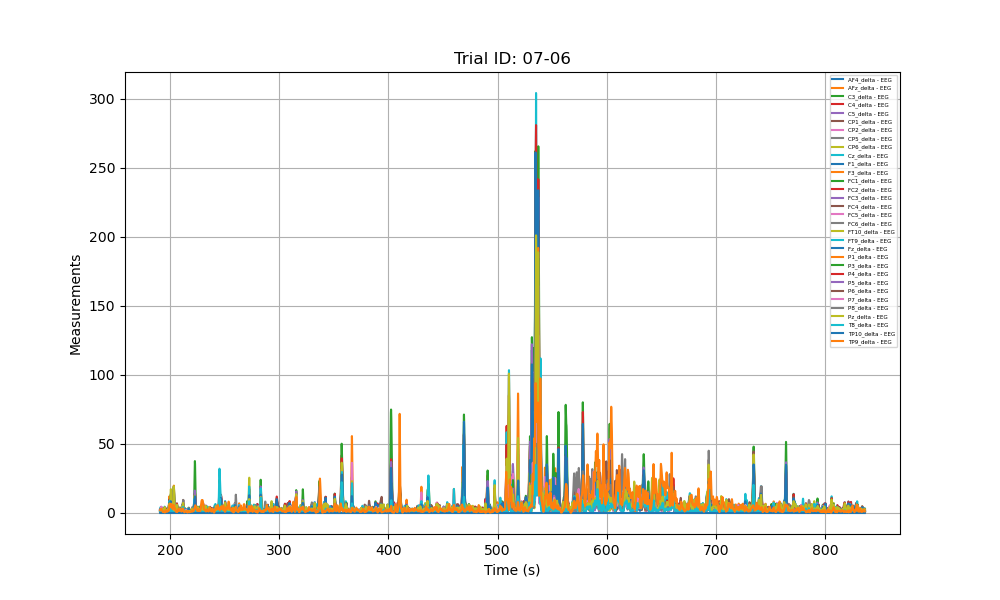 Trial ID: 07-06
Measurements
300
250
200
150
100
50
0
200 300 400 500 600 700 800
Time (s)
AF4_delta - EEG
AFz_delta - EEG
C3_delta - EEG
C4_delta - EEG
C5_delta - EEG
CP1_delta - EEG
CP2_delta - EEG
CP5_delta - EEG
CP6_delta - EEG
Cz_delta - EEG
F1_delta - EEG
F3_delta - EEG
FC1_delta - EEG
FC2_delta - EEG
FC3_delta - EEG
FC4_delta - EEG
FC5_delta - EEG
FC6_delta - EEG
FT10_delta - EEG
FT9_delta - EEG
Fz_delta - EEG
P1_delta - EEG
P3_delta - EEG
P4_delta - EEG
P5_delta - EEG
P6_delta - EEG
P7_delta - EEG
P8_delta - EEG
Pz_delta - EEG
T8_delta - EEG
TP10_delta - EEG
TP9_delta - EEG